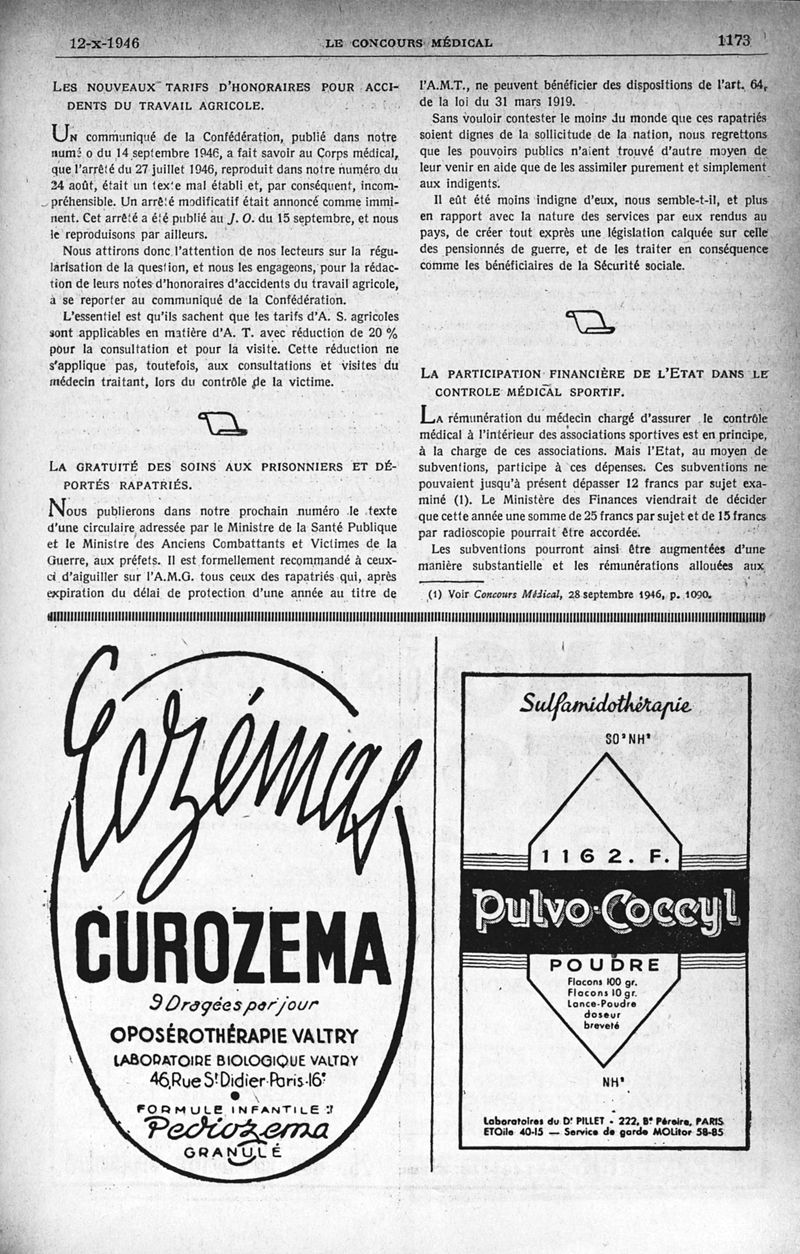 12-x-1946
LE CONCOURS MÉDICAL
1173
LES NOUVEAUX TARIFS D'HONORAIRES POUR ACCI-
DENTS DU TRAVAIL AGRICOLE.
UN communiqué de la Confédération, publié dans notre
numé o du 14 septembre 1946, a fait savoir au Corps médical,
que l'arrêté du 27 juillet 1946, reproduit dans notre numéro du
24 août, était un texte mal établi et, par conséquent, incom-
préhensible. Un arrêté modificatif était annoncé comme immi-
nent. Cet arrêté a été publié au J. O. du 15 septembre, et nous
le reproduisons par ailleurs.
Nous attirons donc l'attention de nos lecteurs sur la régu-
larisation de la question, et nous les engageons, pour la rédac-
tion de leurs notes d'honoraires d'accidents du travail agricole,
à se reporter au communiqué de la Confédération.
L'essentiel est qu'ils sachent que les tarifs d'A. S. agricoles
sont applicables en matière d'A. T. avec réduction de 20 %
pour la consultation et pour la visite. Cette réduction ne
s'applique pas, toutefois, aux consultations et visites du
médecin traitant, lors du contrôle de la victime.
LA GRATUITÉ DES SOINS AUX PRISONNIERS ET DÉ-
PORTÉS RAPATRIÉS.
Nous publierons dans notre prochain numéro le texte
d'une circulaire adressée par le Ministre de la Santé Publique
et le Ministre des Anciens Combattants et Victimes de la
Guerre, aux préfets. Il est formellement recommandé à ceux-
ci d'aiguiller sur l'A.M.G. tous ceux des rapatriés qui, après
expiration du délai de protection d'une année au titre de
l'A.M.T., ne peuvent bénéficier des dispositions de l'art. 64,
de la loi du 31 mars 1919.
Sans vouloir contester le moins du monde que ces rapatriés
soient dignes de la sollicitude de la nation, nous regrettons
que les pouvoirs publics n'aient trouvé d'autre moyen de
leur venir en aide que de les assimiler purement et simplement
aux indigents.
Il eût été moins indigne d'eux, nous semble-t-il, et plus
en rapport avec la nature des services par eux rendus au
pays, de créer tout exprès une législation calquée sur celle
des pensionnés de guerre, et de les traiter en conséquence
comme les bénéficiaires de la Sécurité sociale.
LA PARTICIPATION FINANCIÈRE DE L'ETAT DANS LE
CONTROLE MÉDICAL SPORTIF.
LA rémunération du médecin chargé d'assurer le contrôle
médical à l'intérieur des associations sportives est en principe,
à la charge de ces associations. Mais l'Etat, au moyen de
subventions, participe à ces dépenses. Ces subventions ne
pouvaient jusqu'à présent dépasser 12 francs par sujet exa-
miné (1). Le Ministère des Finances viendrait de décider
que cette année une somme de 25 francs par sujet et de 15 francs
par radioscopie pourrait être accordée.
Les subventions pourront ainsi être augmentées d'une
manière substantielle et les rémunérations allouées aux
(1) Voir Concours Médical, 28 septembre 1946, p. 1090.
Eczémas
CUROZEMA
9 Dragées par jour
OPOSÉROTHÉRAPIE VALTRY
LABORATOIRE BIOLOGIQUE VALTRY
46, Rue St Didier-Paris-16e
FORMULE INFANTILE :
Pediozema
GRANULÉ
Sulfamidothérapie
SO²NH²
1162. F.
Pulvo-Coccyl
POUDRE
Flacons 100 gr.
Flacons 10 gr.
Lance-Poudre
doseur
breveté
NH²
Laboratoires du Dr PILLET - 222, Bd Péreire, PARIS
ETOile 40-15 — Service de garde MOLitor 58-85